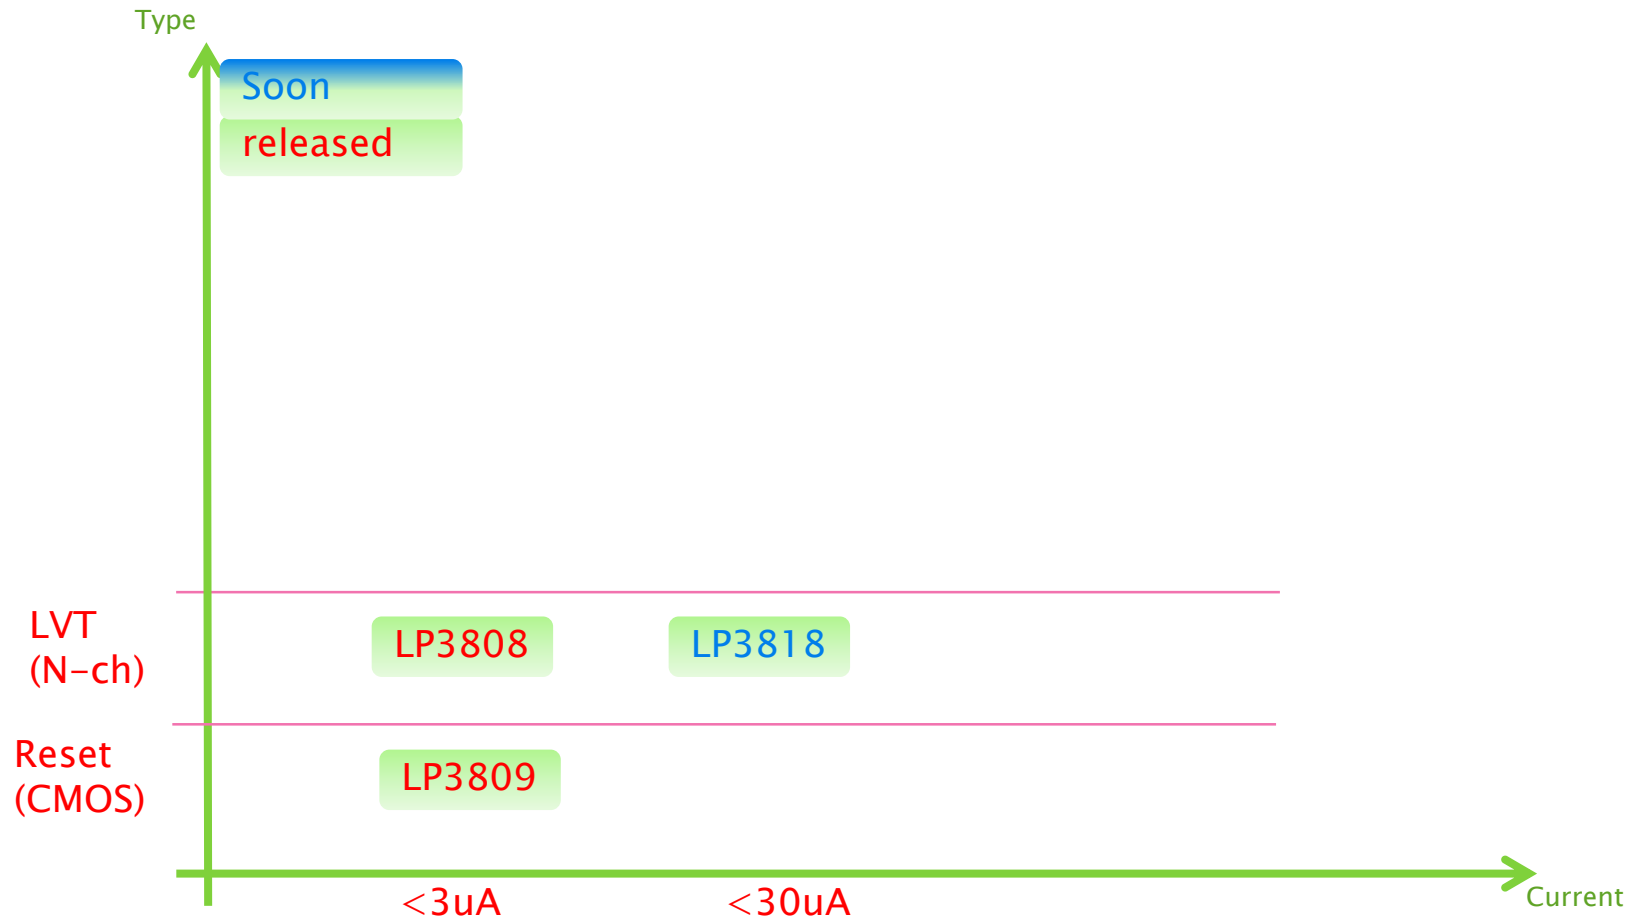 Type
Soon
released
LVT
(N-ch)
LP3808
LP3818
Reset
(CMOS)
LP3809
<3uA
<30uA
Current